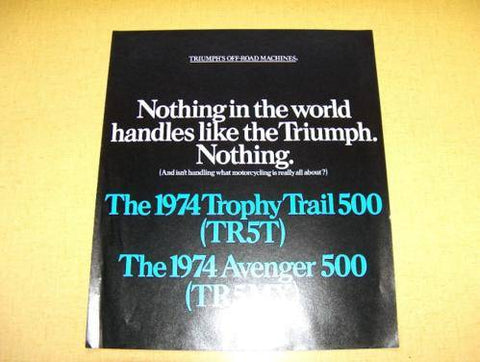 TRIUMPH'S OFF-ROAD MACHINES.
Nothing in the world
handles like the Triumph.
Nothing.
(And isn't handling what motorcycling is really all about?)
The 1974 Trophy Trail 500
(TR5T)
The 1974 Avenger 500